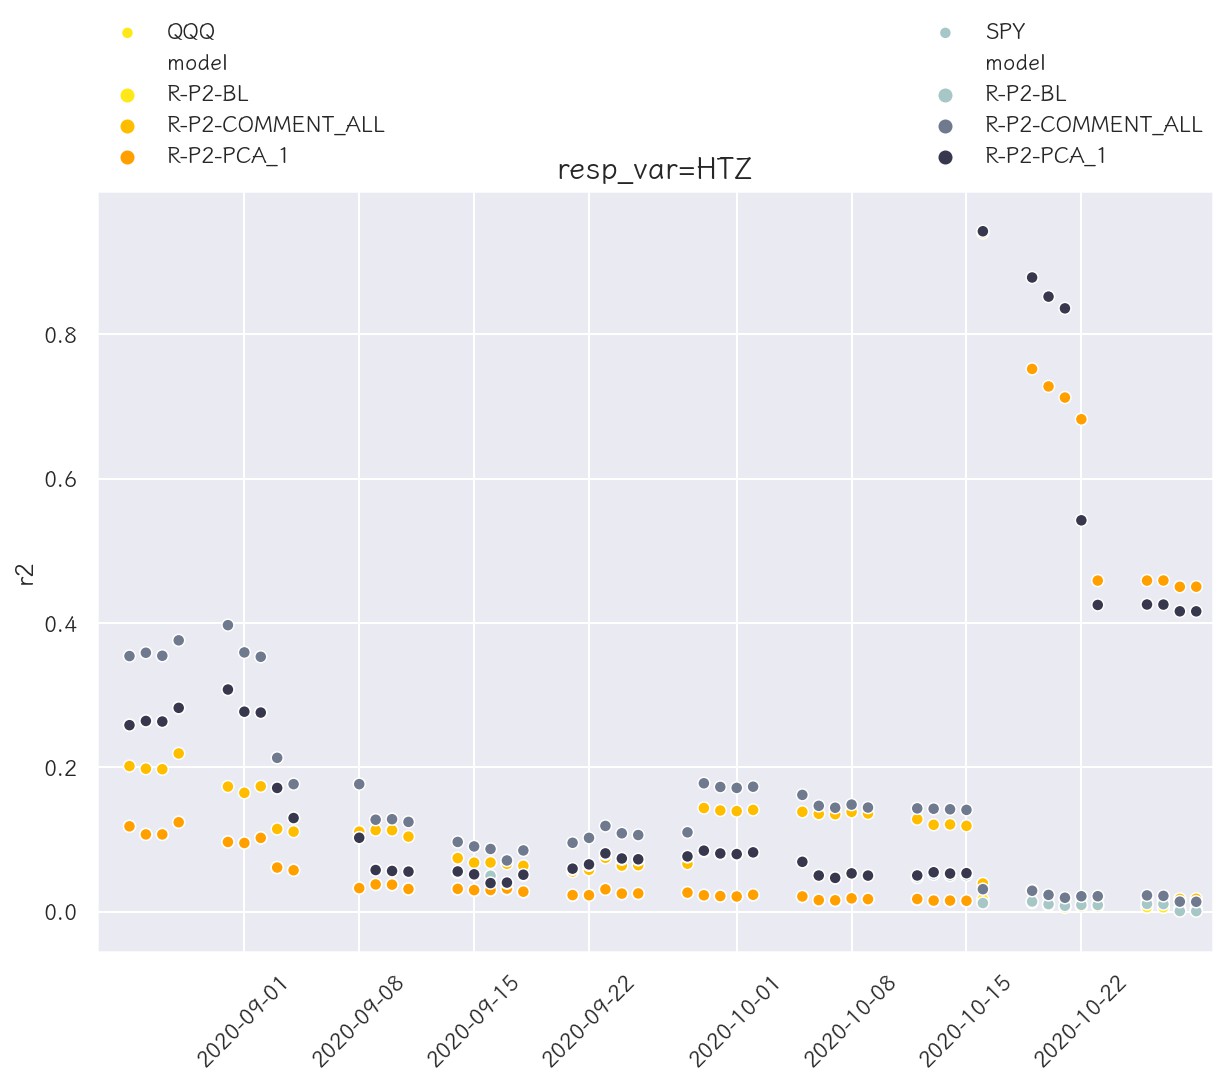 QQQ
model
R-P2-BL
R-P2-COMMENT_ALL
R-P2-PCA_1
SPY
model
R-P2-BL
R-P2-COMMENT_ALL
R-P2-PCA_1
resp_var=HTZ
r2
0.8
0.6
0.4
0.2
0.0
2020-09-01
2020-09-08
2020-09-15
2020-09-22
2020-10-01
2020-10-08
2020-10-15
2020-10-22